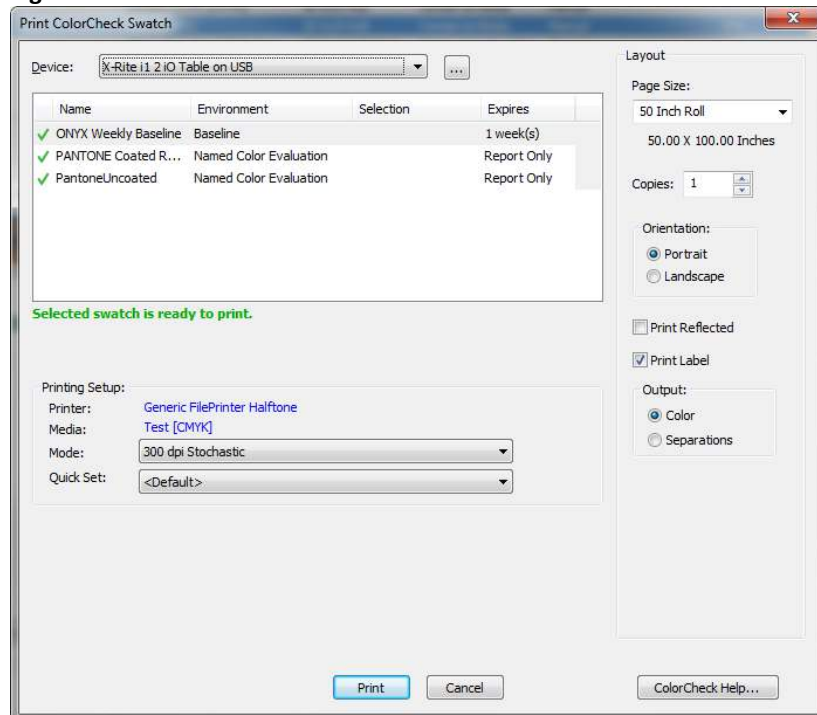 Print ColorCheck Swatch
Device: X-Rite i1 2 iO Table on USB ...
Name Environment Selection Expires
ONYX Weekly Baseline Baseline 1 week(s)
PANTONE Coated R... Named Color Evaluation Report Only
PantoneUncoated Named Color Evaluation Report Only
Selected swatch is ready to print.
Printing Setup:
Printer: Generic FilePrinter Halftone
Media: Test [CMYK]
Mode: 300 dpi Stochastic
Quick Set: <Default>
Layout
Page Size:
50 Inch Roll
50.00 X 100.00 Inches
Copies: 1
Orientation:
Portrait
Landscape
Print Reflected
Print Label
Output:
Color
Separations
Print Cancel ColorCheck Help...